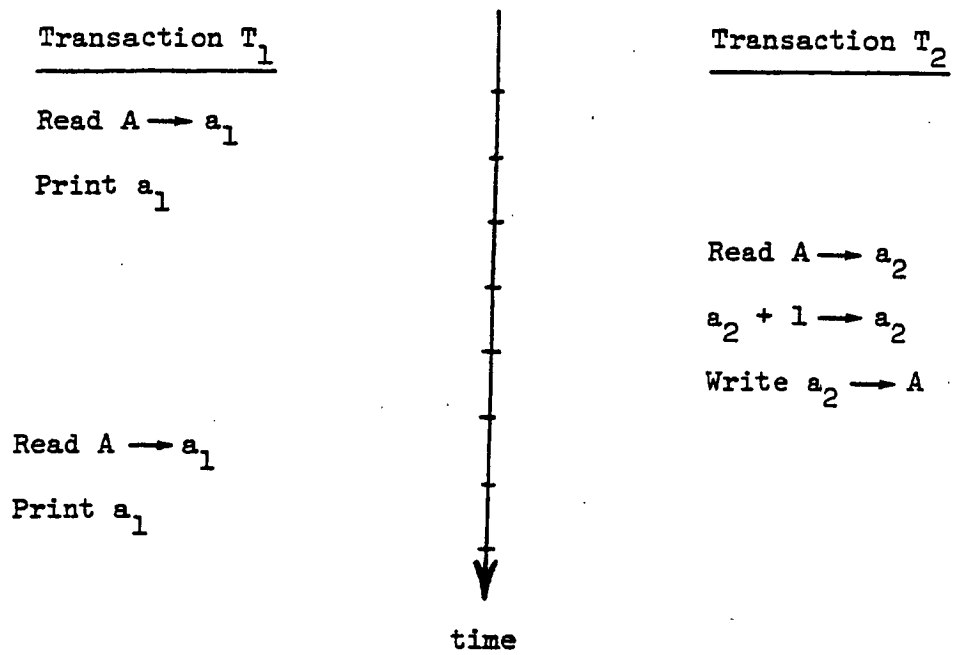 Transaction T₁
Transaction T₂
Read A → a₁
Print a₁
Read A → a₂
a₂ + 1 → a₂
Write a₂ → A
Read A → a₁
Print a₁
time